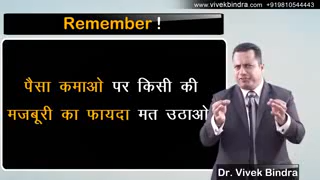 www.vivekbindra.com +919810544443
Remember !
पैसा कमाओ पर किसी की
मजबूरी का फायदा मत उठाओ
Dr. Vivek Bindra